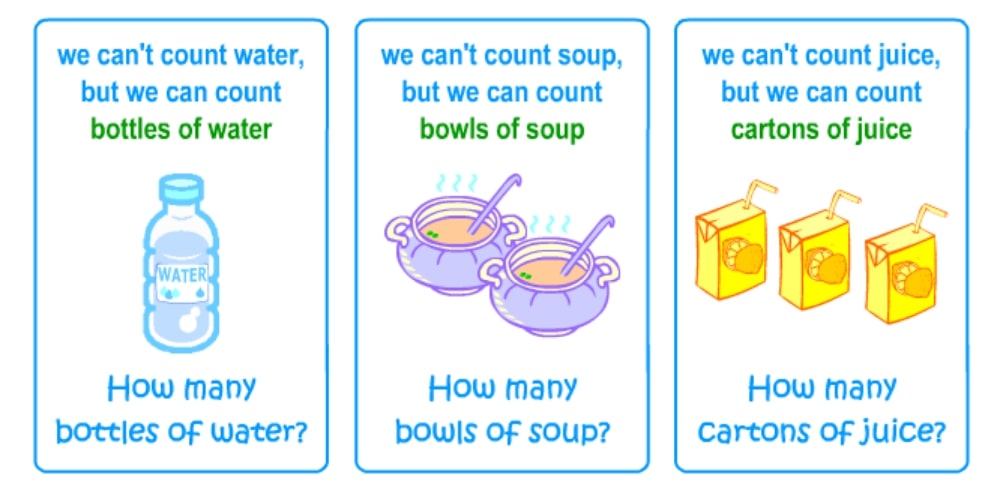 we can't count water,
but we can count
bottles of water
WATER
How many
bottles of water?
we can't count soup,
but we can count
bowls of soup
How many
bowls of soup?
we can't count juice,
but we can count
cartons of juice
How many
cartons of juice?